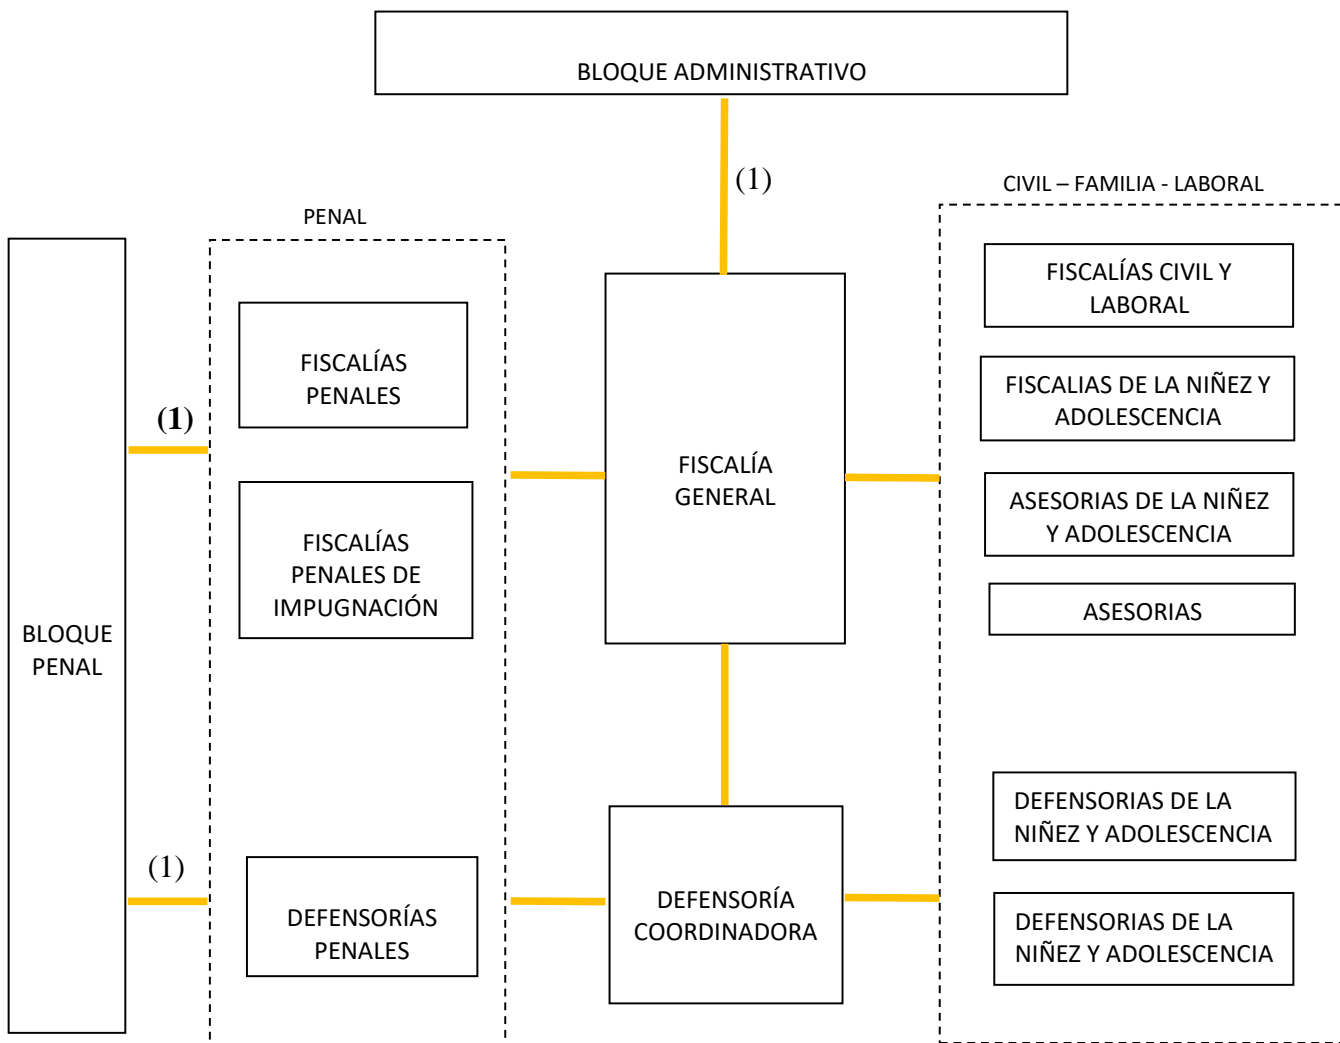 BLOQUE ADMINISTRATIVO
(1)
CIVIL – FAMILIA - LABORAL
PENAL
FISCALÍAS CIVIL Y
LABORAL
FISCALÍAS
PENALES
FISCALIAS DE LA NIÑEZ Y
ADOLESCENCIA
(1)
FISCALÍA
GENERAL
ASESORIAS DE LA NIÑEZ
Y ADOLESCENCIA
FISCALÍAS
PENALES DE
IMPUGNACIÓN
ASESORIAS
BLOQUE
PENAL
DEFENSORIAS DE LA
NIÑEZ Y ADOLESCENCIA
(1)
DEFENSORÍAS
PENALES
DEFENSORÍA
COORDINADORA
DEFENSORIAS DE LA
NIÑEZ Y ADOLESCENCIA